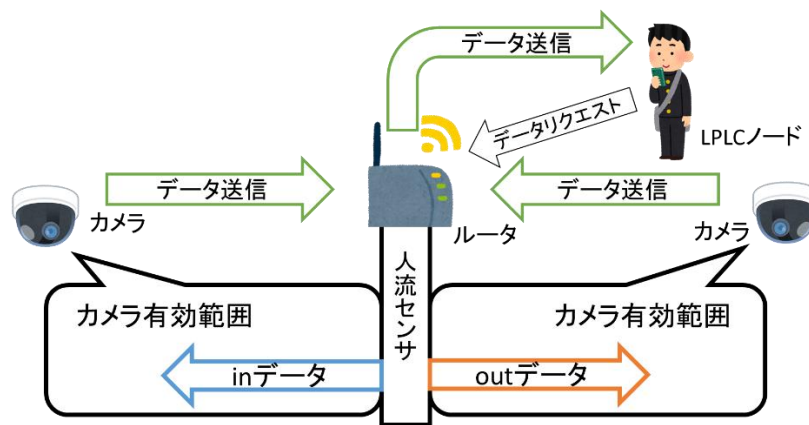 データ送信
データリクエスト
LPLCノード
データ送信
データ送信
カメラ
ルータ
カメラ
人流センサ
カメラ有効範囲
カメラ有効範囲
inデータ
outデータ